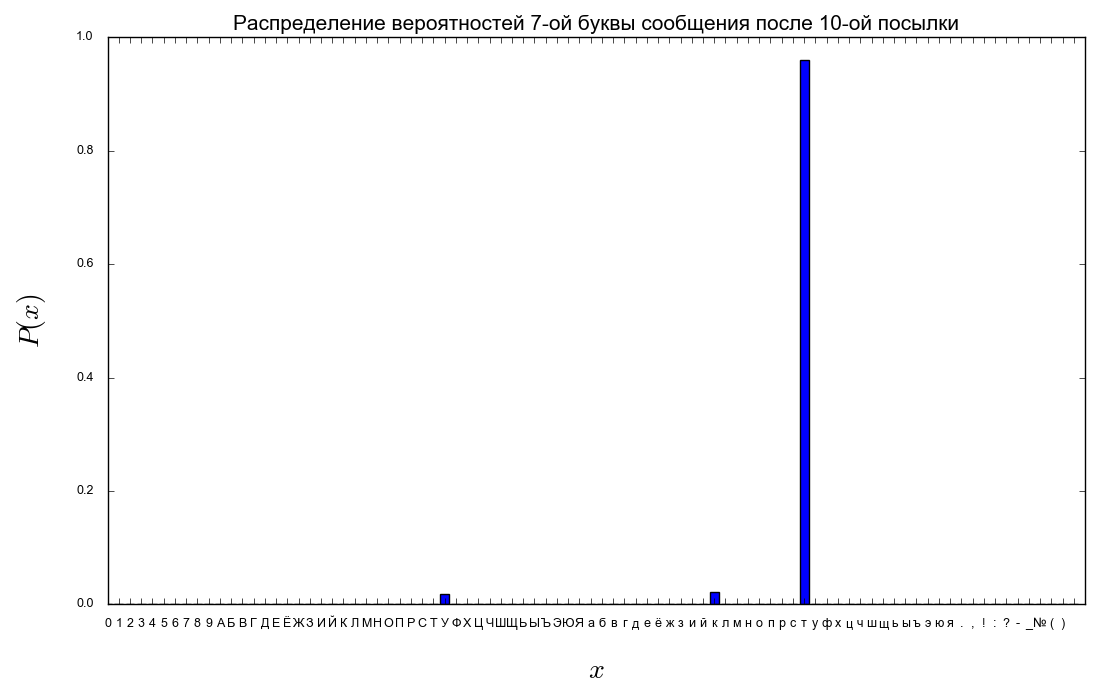 Распределение вероятностей 7-ой буквы сообщения после 10-ой посылки
1.0
0.8
0.6
0.4
0.2
0.0
P(x)
0 1 2 3 4 5 6 7 8 9 А Б В Г Д Е Ё Ж З И Й К Л М Н О П Р С Т У Ф Х Ц Ч Ш Щ Ь Ы Ъ Э Ю Я а б в г д е ё ж з и й к л м н о п р с т у ф х ц ч ш щ ь ы ъ э ю я . , ! : ? - _ № ( )
x